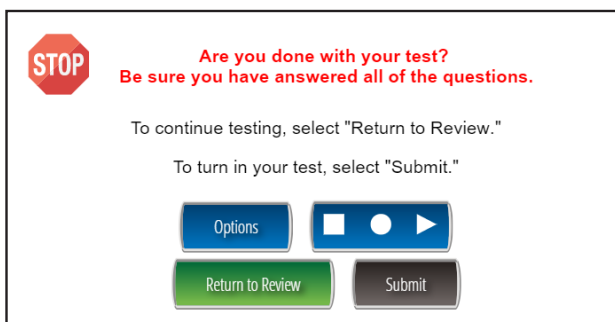 STOP
Are you done with your test?
Be sure you have answered all of the questions.
To continue testing, select "Return to Review."
To turn in your test, select "Submit."
Options
Return to Review
Submit